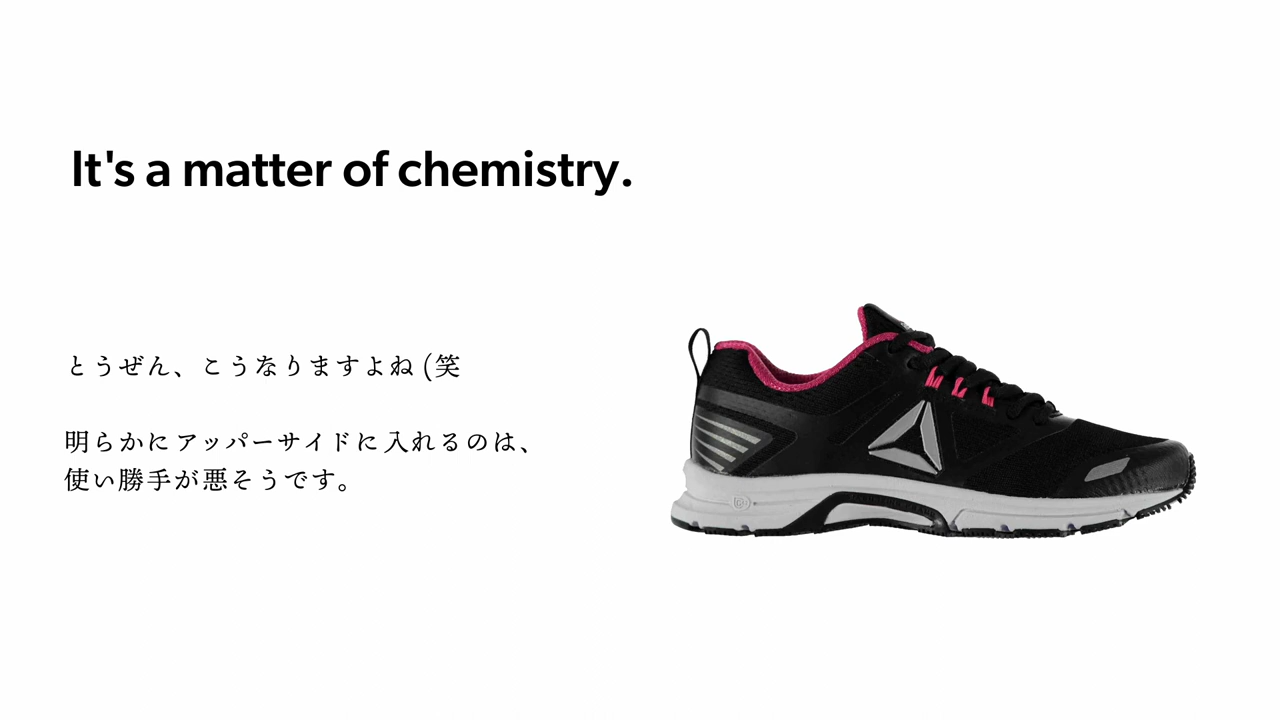 It's a matter of chemistry.
とうぜん、こうなりますよね (笑
明らかにアッパーサイドに入れるのは、
使い勝手が悪そうです。